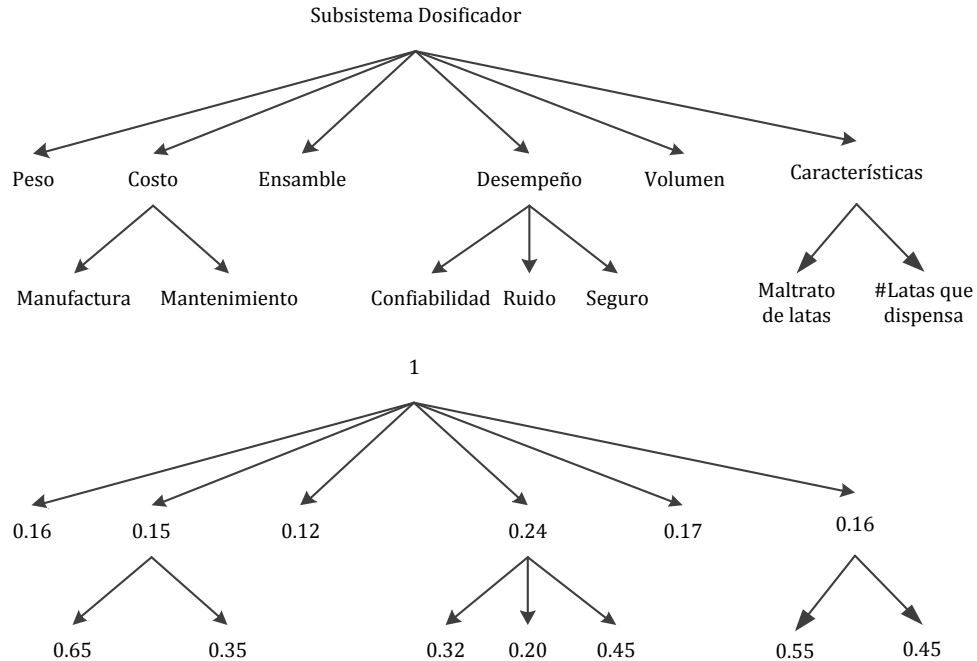 Subsistema Dosificador
Peso Costo Ensamble Desempeño Volumen Características
Manufactura Mantenimiento Confiabilidad Ruido Seguro Maltrato de latas #Latas que dispensa
1
0.16 0.15 0.12 0.24 0.17 0.16
0.65 0.35 0.32 0.20 0.45 0.55 0.45